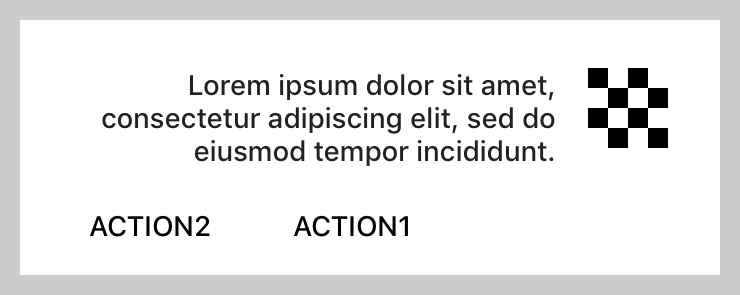 Lorem ipsum dolor sit amet,
consectetur adipiscing elit, sed do
eiusmod tempor incididunt.
ACTION2 ACTION1